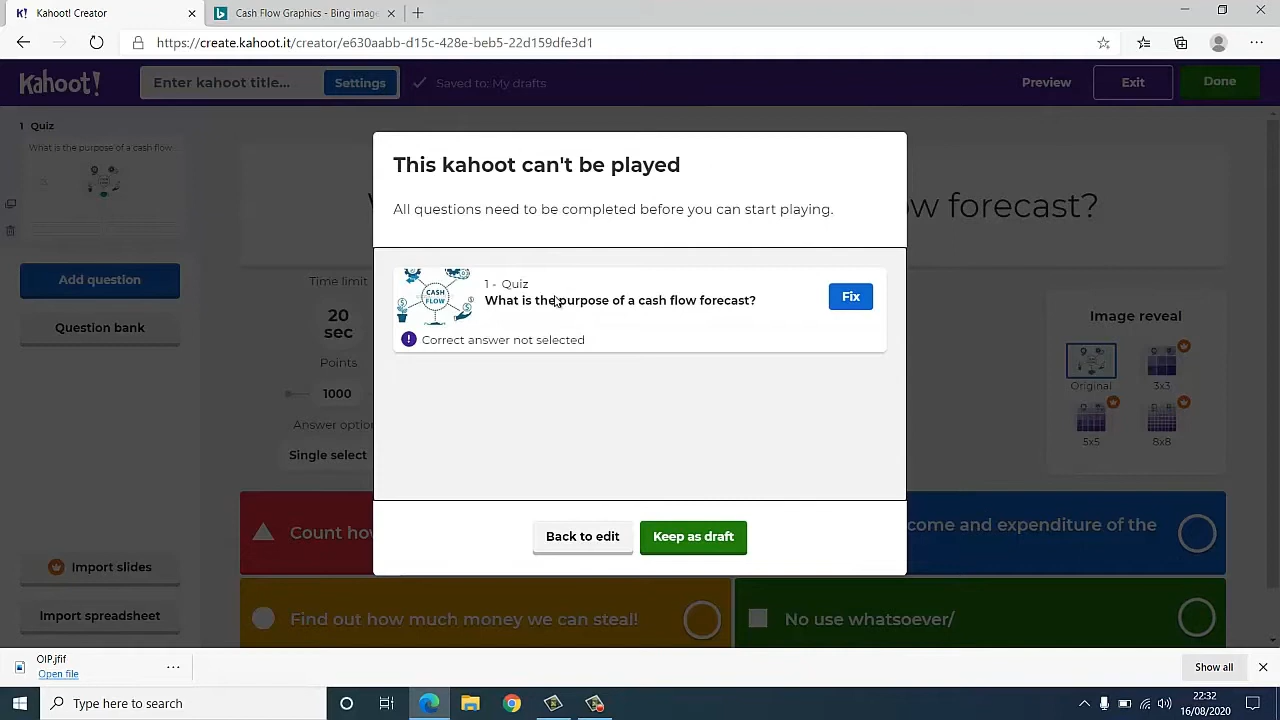 Kahoot Creator
Cash Flow Graphics - Bing image
https://create.kahoot.it/creator/e630aabb-d15c-428e-beb5-22d159dfe3d1
Kahoot!
Enter kahoot title...
Settings
Saved to: My drafts
Preview
Exit
Done
1 Quiz
What is the purpose of a cash flow...
Add question
Question bank
Import slides
Import spreadsheet
Time limit
20
sec
Points
1000
Single select
ow forecast?
This kahoot can't be played
All questions need to be completed before you can start playing.
CASH
FLOW
1 - Quiz
What is the purpose of a cash flow forecast?
Fix
! Correct answer not selected
Back to edit
Keep as draft
Image reveal
Original
3x3
5x5
8x8
Count
come and expenditure of the
Find out how much money we can steal!
No use whatsoever/
OIP.jfif
Open file
Show all
Type here to search
22:32
16/08/2020